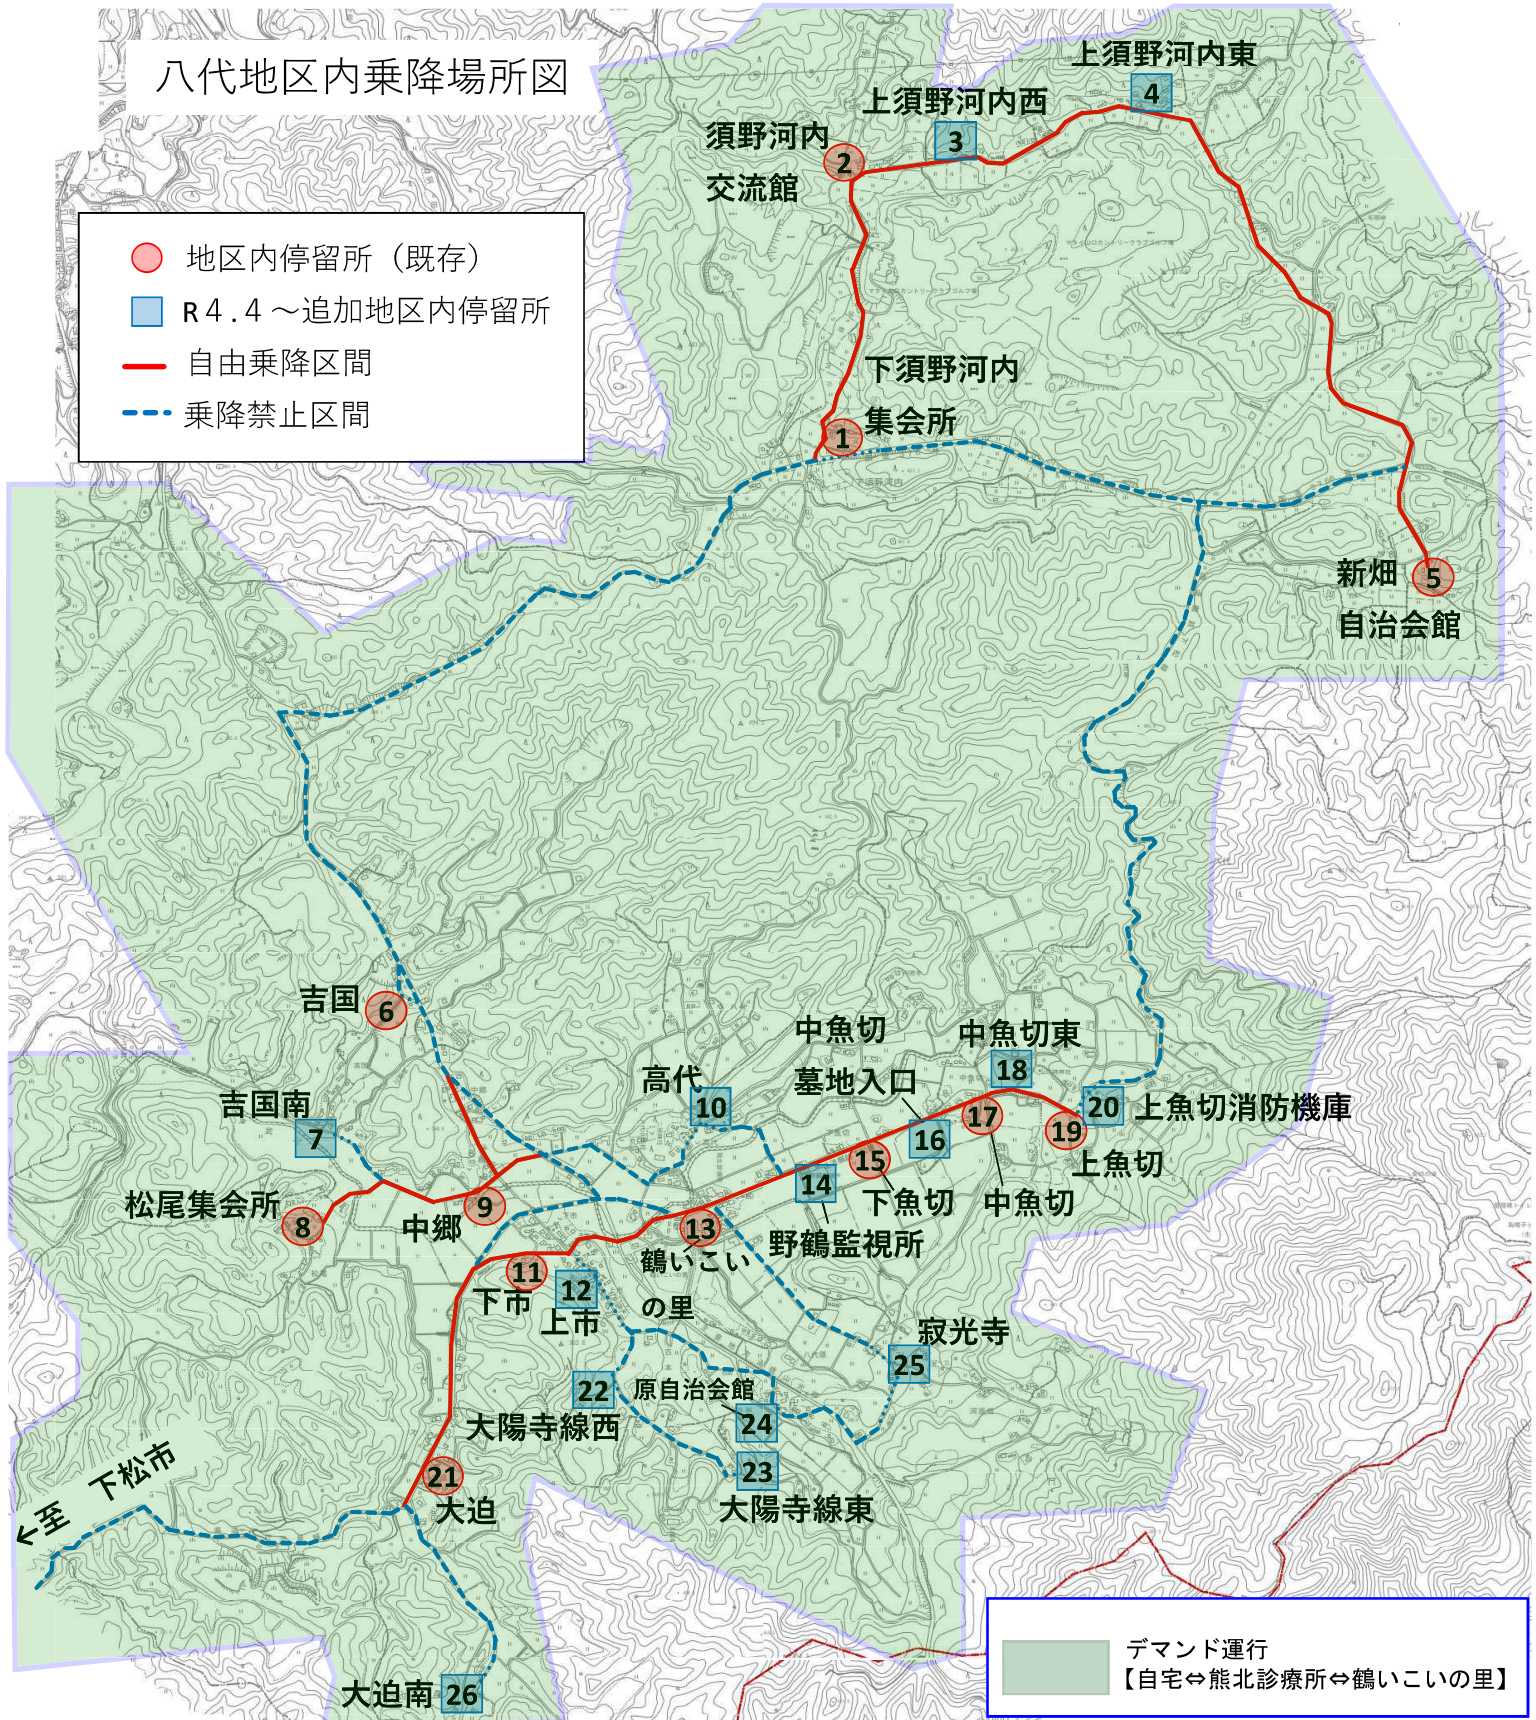 八代地区内乗降場所図
上須野河内東
4
上須野河内西
3
須野河内
交流館
2
地区内停留所（既存）
R４.４～追加地区内停留所
自由乗降区間
乗降禁止区間
下須野河内
集会所
1
新畑
自治会館
5
吉国
6
中魚切
墓地入口
16
中魚切東
18
高代
10
吉国南
7
20
上魚切消防機庫
17
19
上魚切
15
14
下魚切
中魚切
松尾集会所
8
中郷
9
13
野鶴監視所
鶴いこい
の里
11
下市
12
上市
寂光寺
25
22
原自治会館
24
大陽寺線西
23
大陽寺線東
21
大迫
←至　下松市
大迫南
26
デマンド運行
【自宅⇔熊北診療所⇔鶴いこいの里】